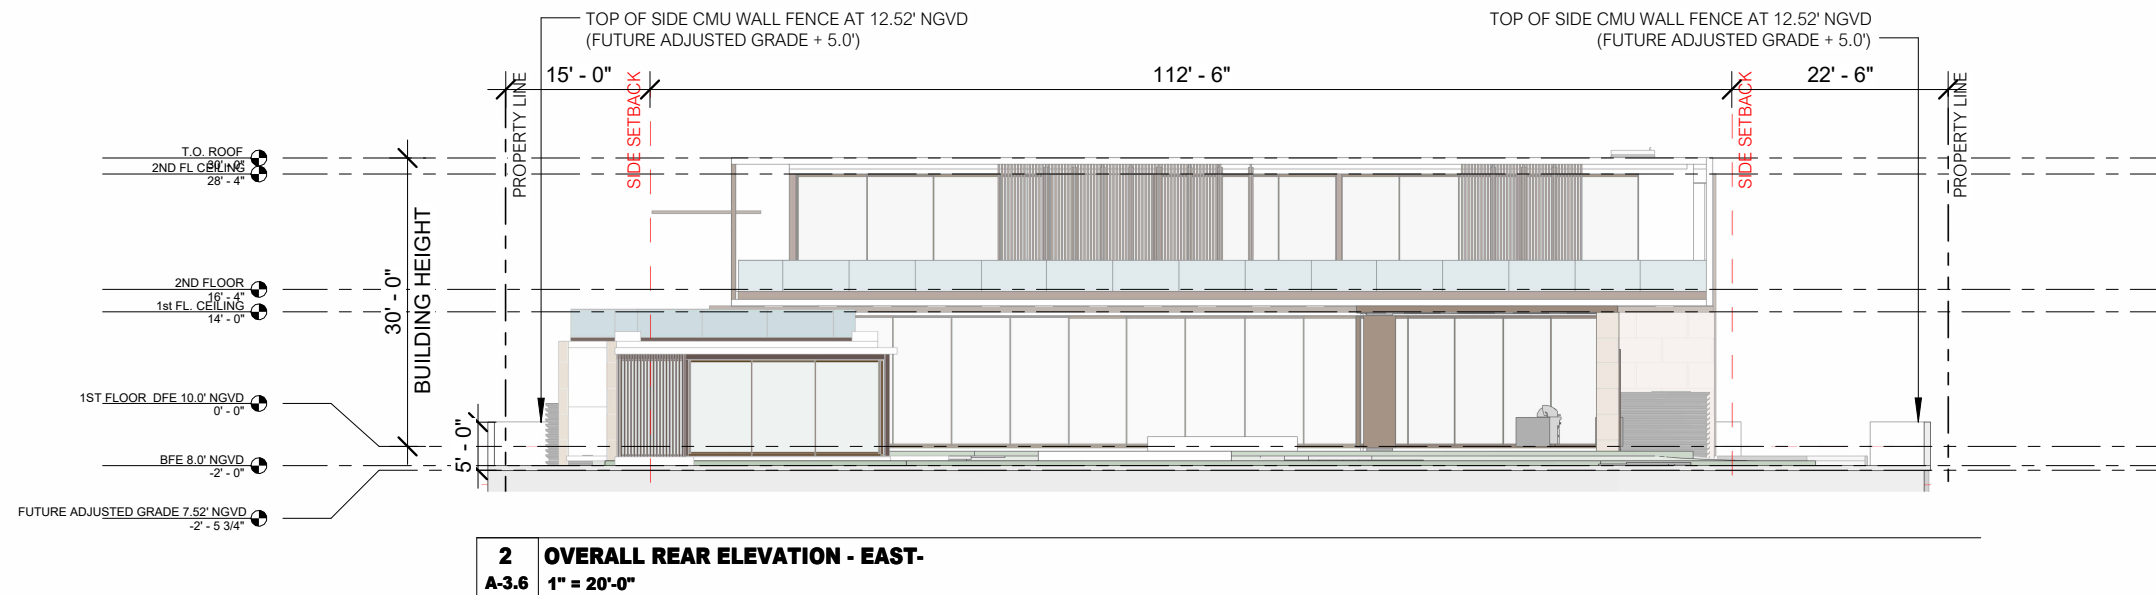 TOP OF SIDE CMU WALL FENCE AT 12.52' NGVD
(FUTURE ADJUSTED GRADE + 5.0')
TOP OF SIDE CMU WALL FENCE AT 12.52' NGVD
(FUTURE ADJUSTED GRADE + 5.0')
15' - 0"
112' - 6"
22' - 6"
PROPERTY LINE
SIDE SETBACK
SIDE SETBACK
PROPERTY LINE
T.O. ROOF
30' - 0"
2ND FL CEILING
28' - 4"
2ND FLOOR
16' - 4"
1st FL. CEILING
14' - 0"
30' - 0"
BUILDING HEIGHT
1ST FLOOR DFE 10.0' NGVD
0' - 0"
5' - 0"
BFE 8.0' NGVD
-2' - 0"
FUTURE ADJUSTED GRADE 7.52' NGVD
-2' - 5 3/4"
2 OVERALL REAR ELEVATION - EAST-
A-3.6 1" = 20'-0"